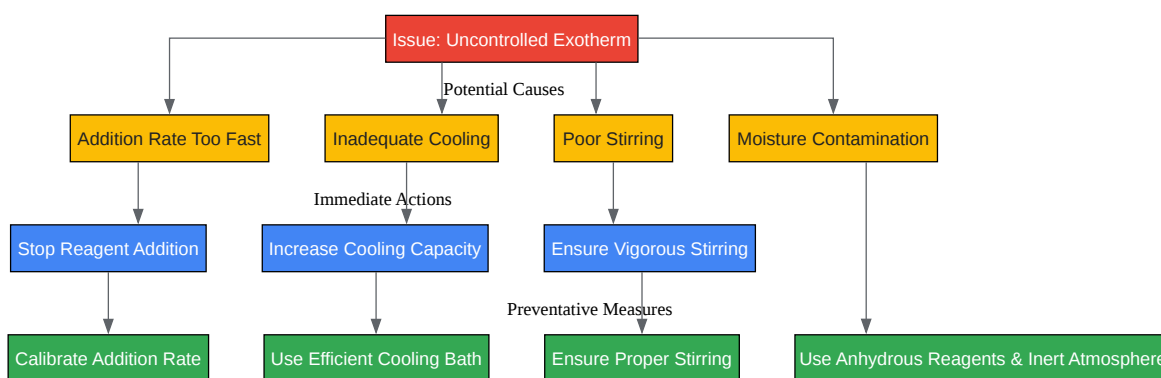 Issue: Uncontrolled Exotherm
Potential Causes
Addition Rate Too Fast
Inadequate Cooling
Poor Stirring
Moisture Contamination
Immediate Actions
Stop Reagent Addition
Increase Cooling Capacity
Ensure Vigorous Stirring
Preventative Measures
Calibrate Addition Rate
Use Efficient Cooling Bath
Ensure Proper Stirring
Use Anhydrous Reagents & Inert Atmosphere